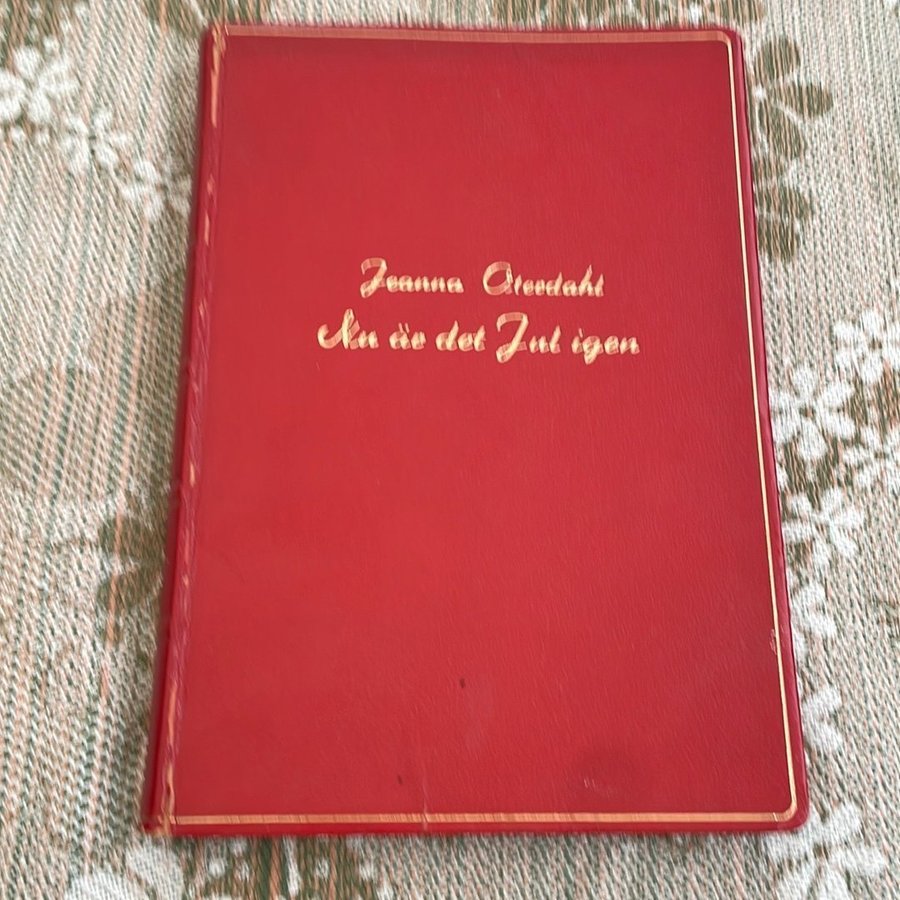 Jeanna Oterdahl
Nu är det Jul igen